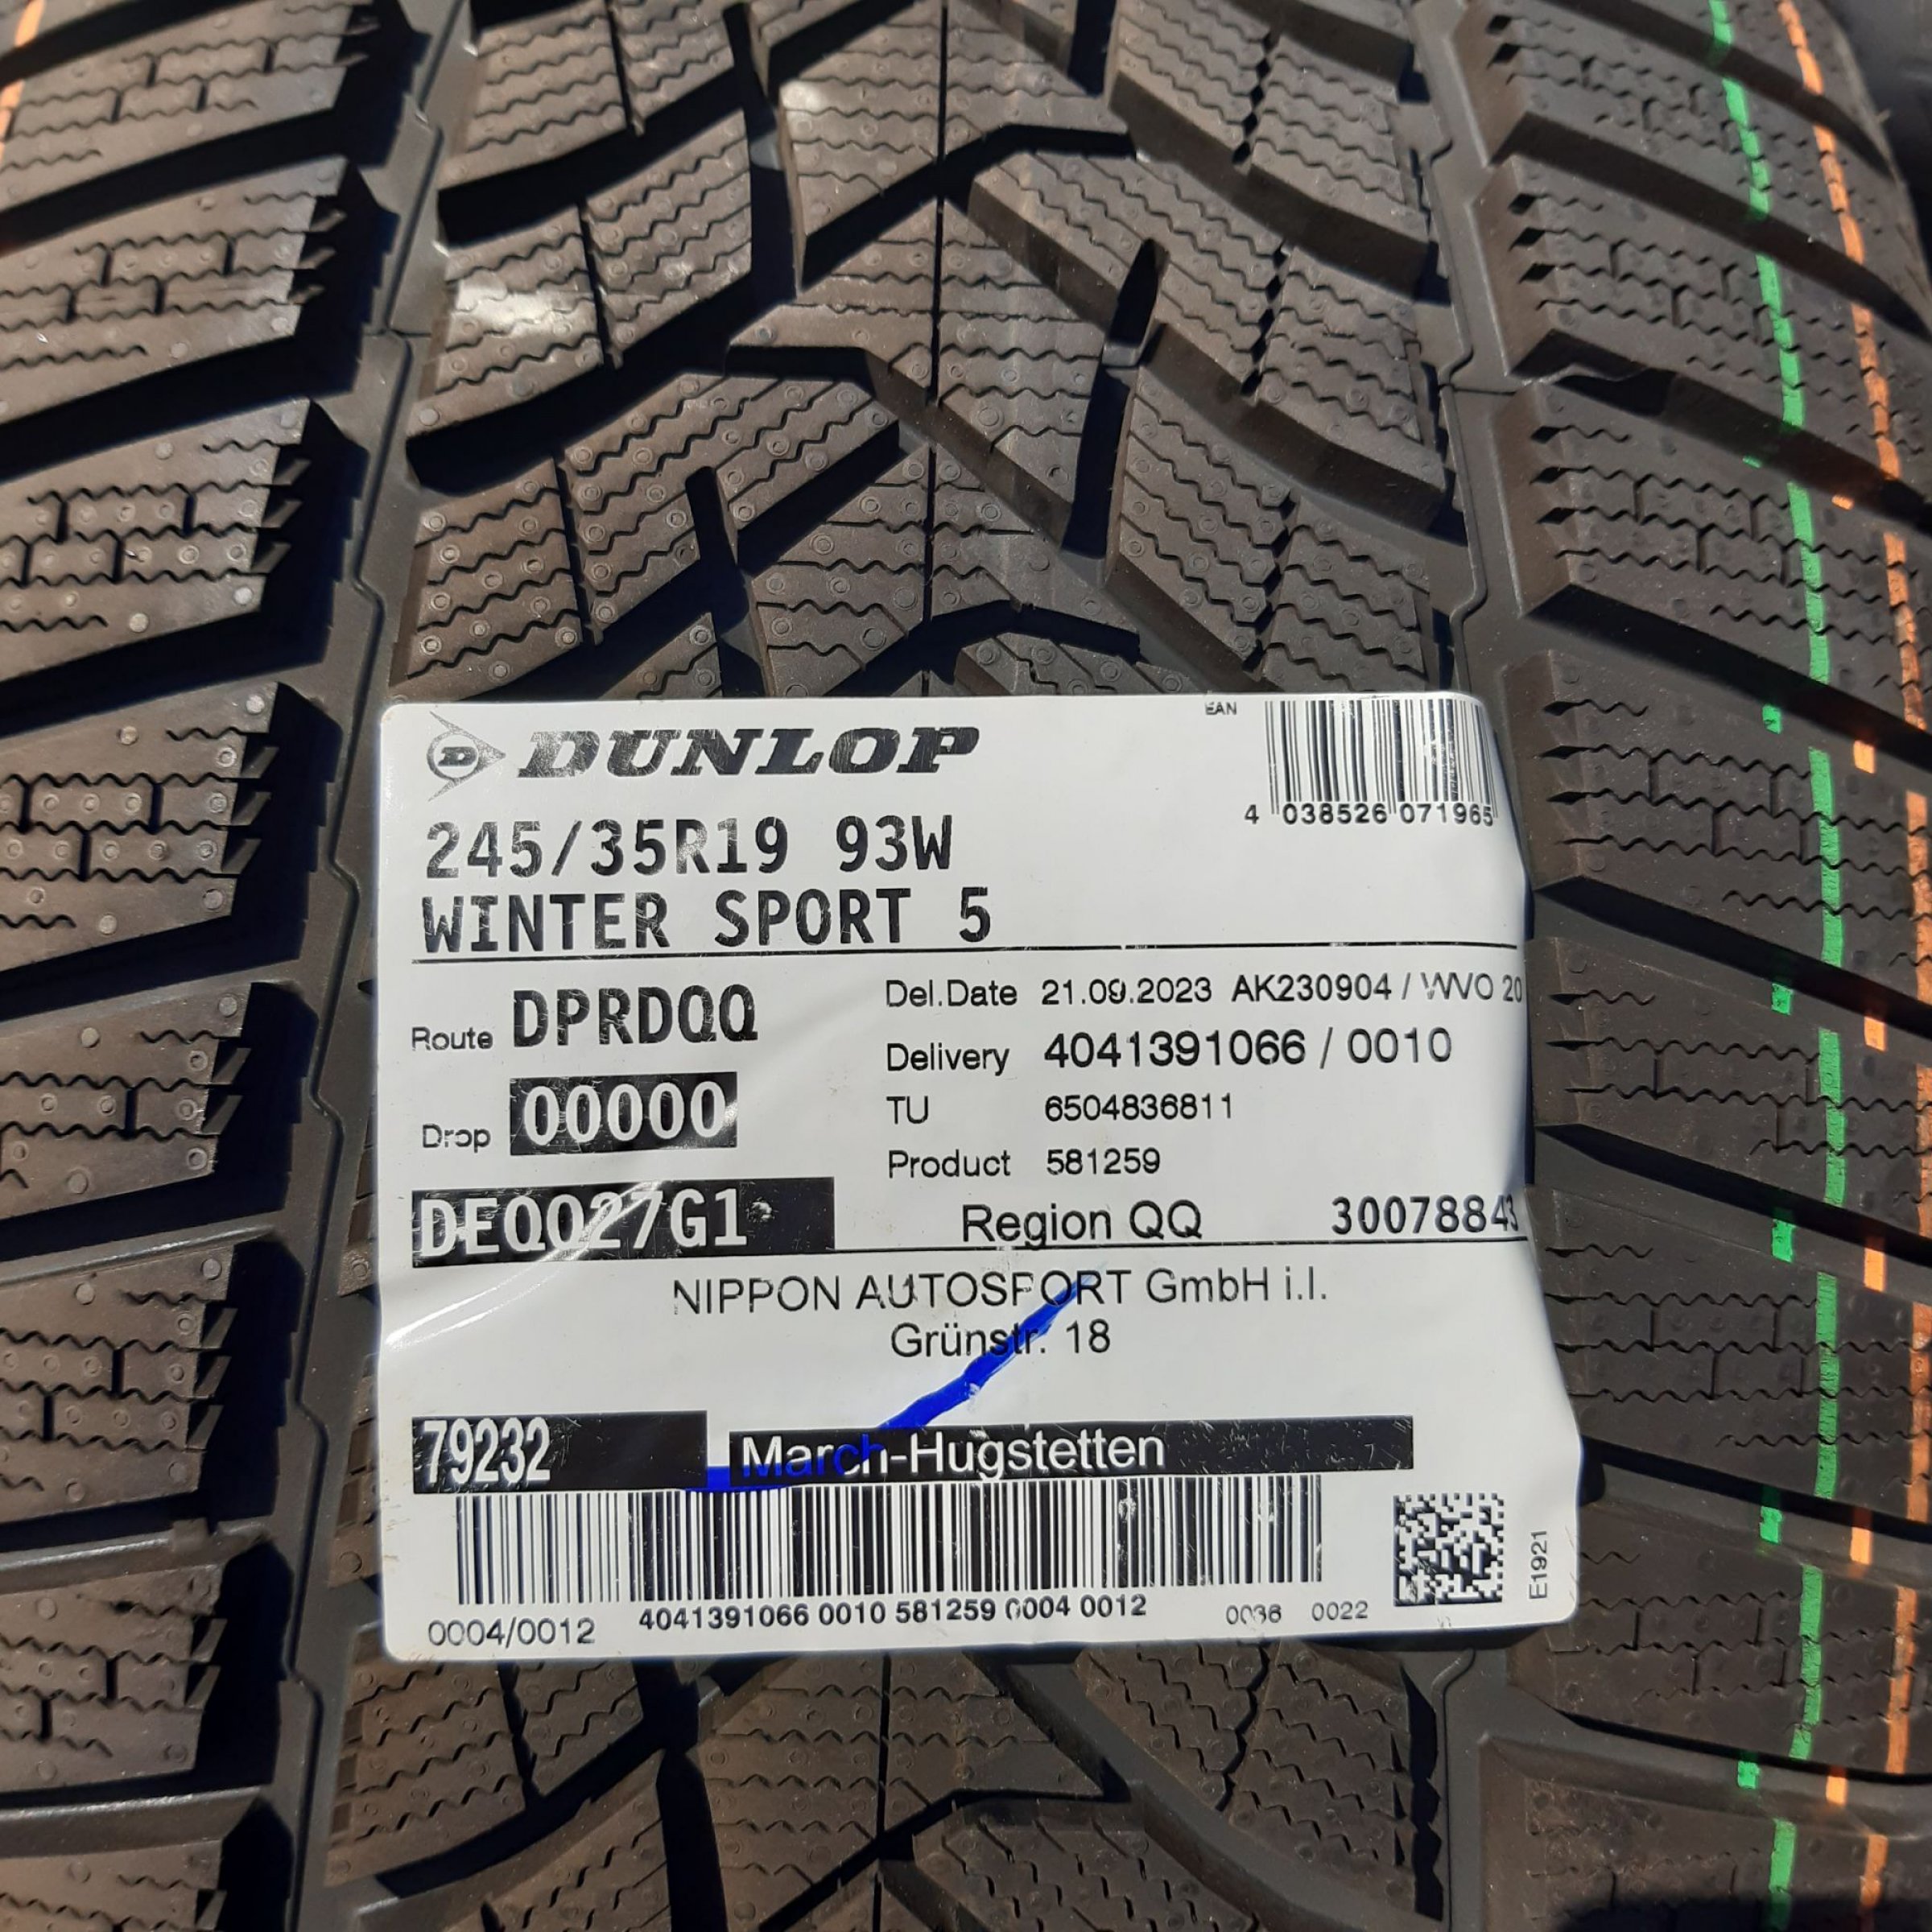 DUNLOP
EAN
4 038526 071965
245/35R19 93W
WINTER SPORT 5
Route DPRDQQ
Del.Date 21.09.2023 AK230904 / WVO 20
Delivery 4041391066 / 0010
Drop 00000
TU 6504836811
Product 581259
DEQ027G1
Region QQ 30078843
NIPPON AUTOSPORT GmbH i.I.
Grünstr. 18
79232 March-Hugstetten
0004/0012 4041391066 0010 581259 0004 0012 0036 0022
E1921